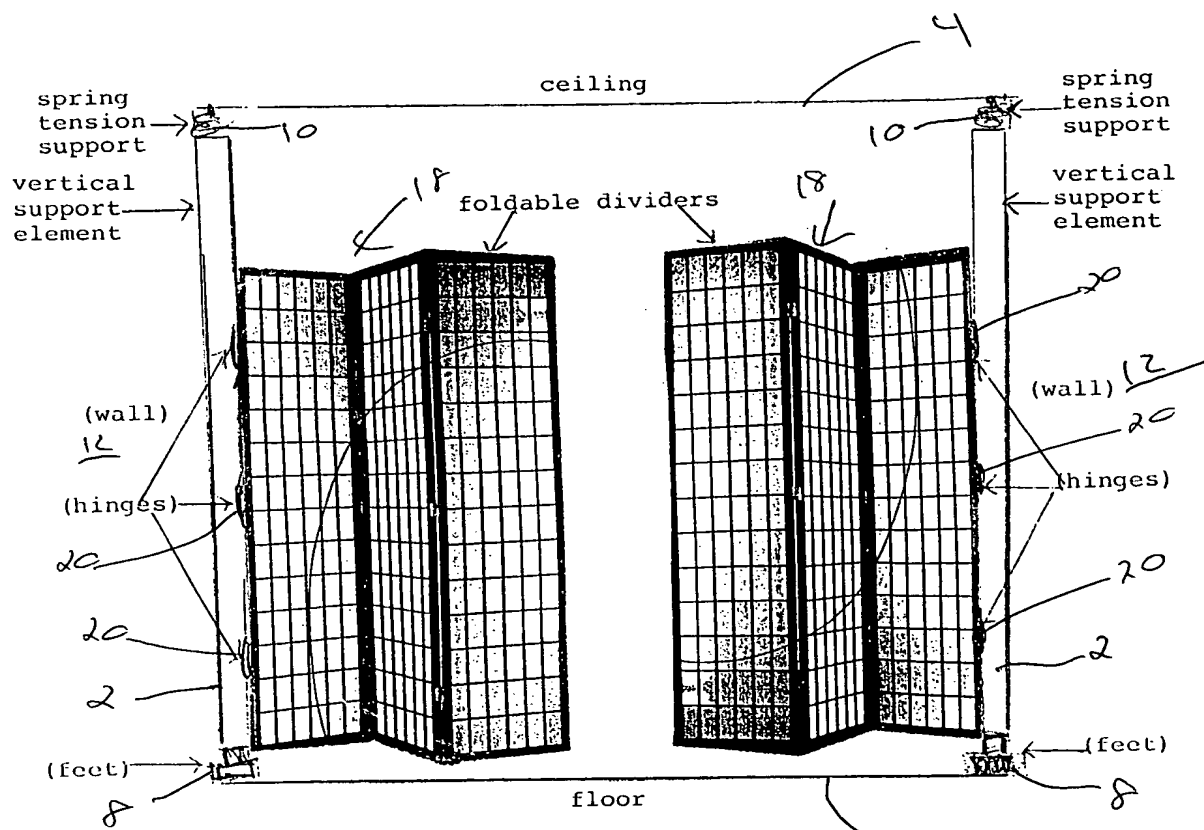 4
ceiling
spring
tension
support
10
spring
tension
support
10
vertical
support
element
18
foldable dividers
18
vertical
support
element
20
(wall)
12
(wall) 12
20
(hinges)
20
(hinges)
20
20
2
2
(feet)
8
(feet)
8
floor